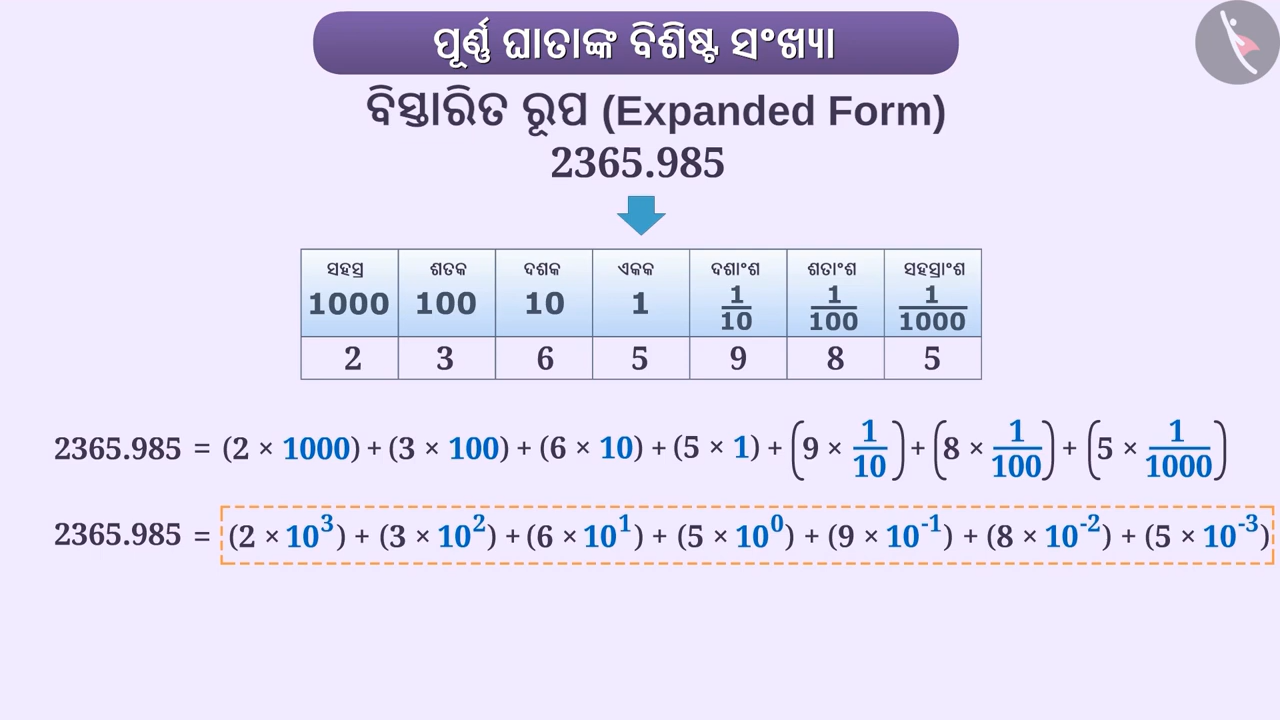 ପୂର୍ଣ୍ଣ ଘାତାଙ୍କ ବିଶିଷ୍ଟ ସଂଖ୍ୟା
ବିସ୍ତାରିତ ରୂପ (Expanded Form)
2365.985
ସହସ୍ର ଶତକ ଦଶକ ଏକକ ଦଶାଂଶ ଶତାଂଶ ସହସ୍ରାଂଶ
1000 100 10 1 1/10 1/100 1/1000
2 3 6 5 9 8 5
2365.985 = (2 × 1000) + (3 × 100) + (6 × 10) + (5 × 1) + (9 × 1/10) + (8 × 1/100) + (5 × 1/1000)
2365.985 = (2 × 10³) + (3 × 10²) + (6 × 10¹) + (5 × 10⁰) + (9 × 10⁻¹) + (8 × 10⁻²) + (5 × 10⁻³)